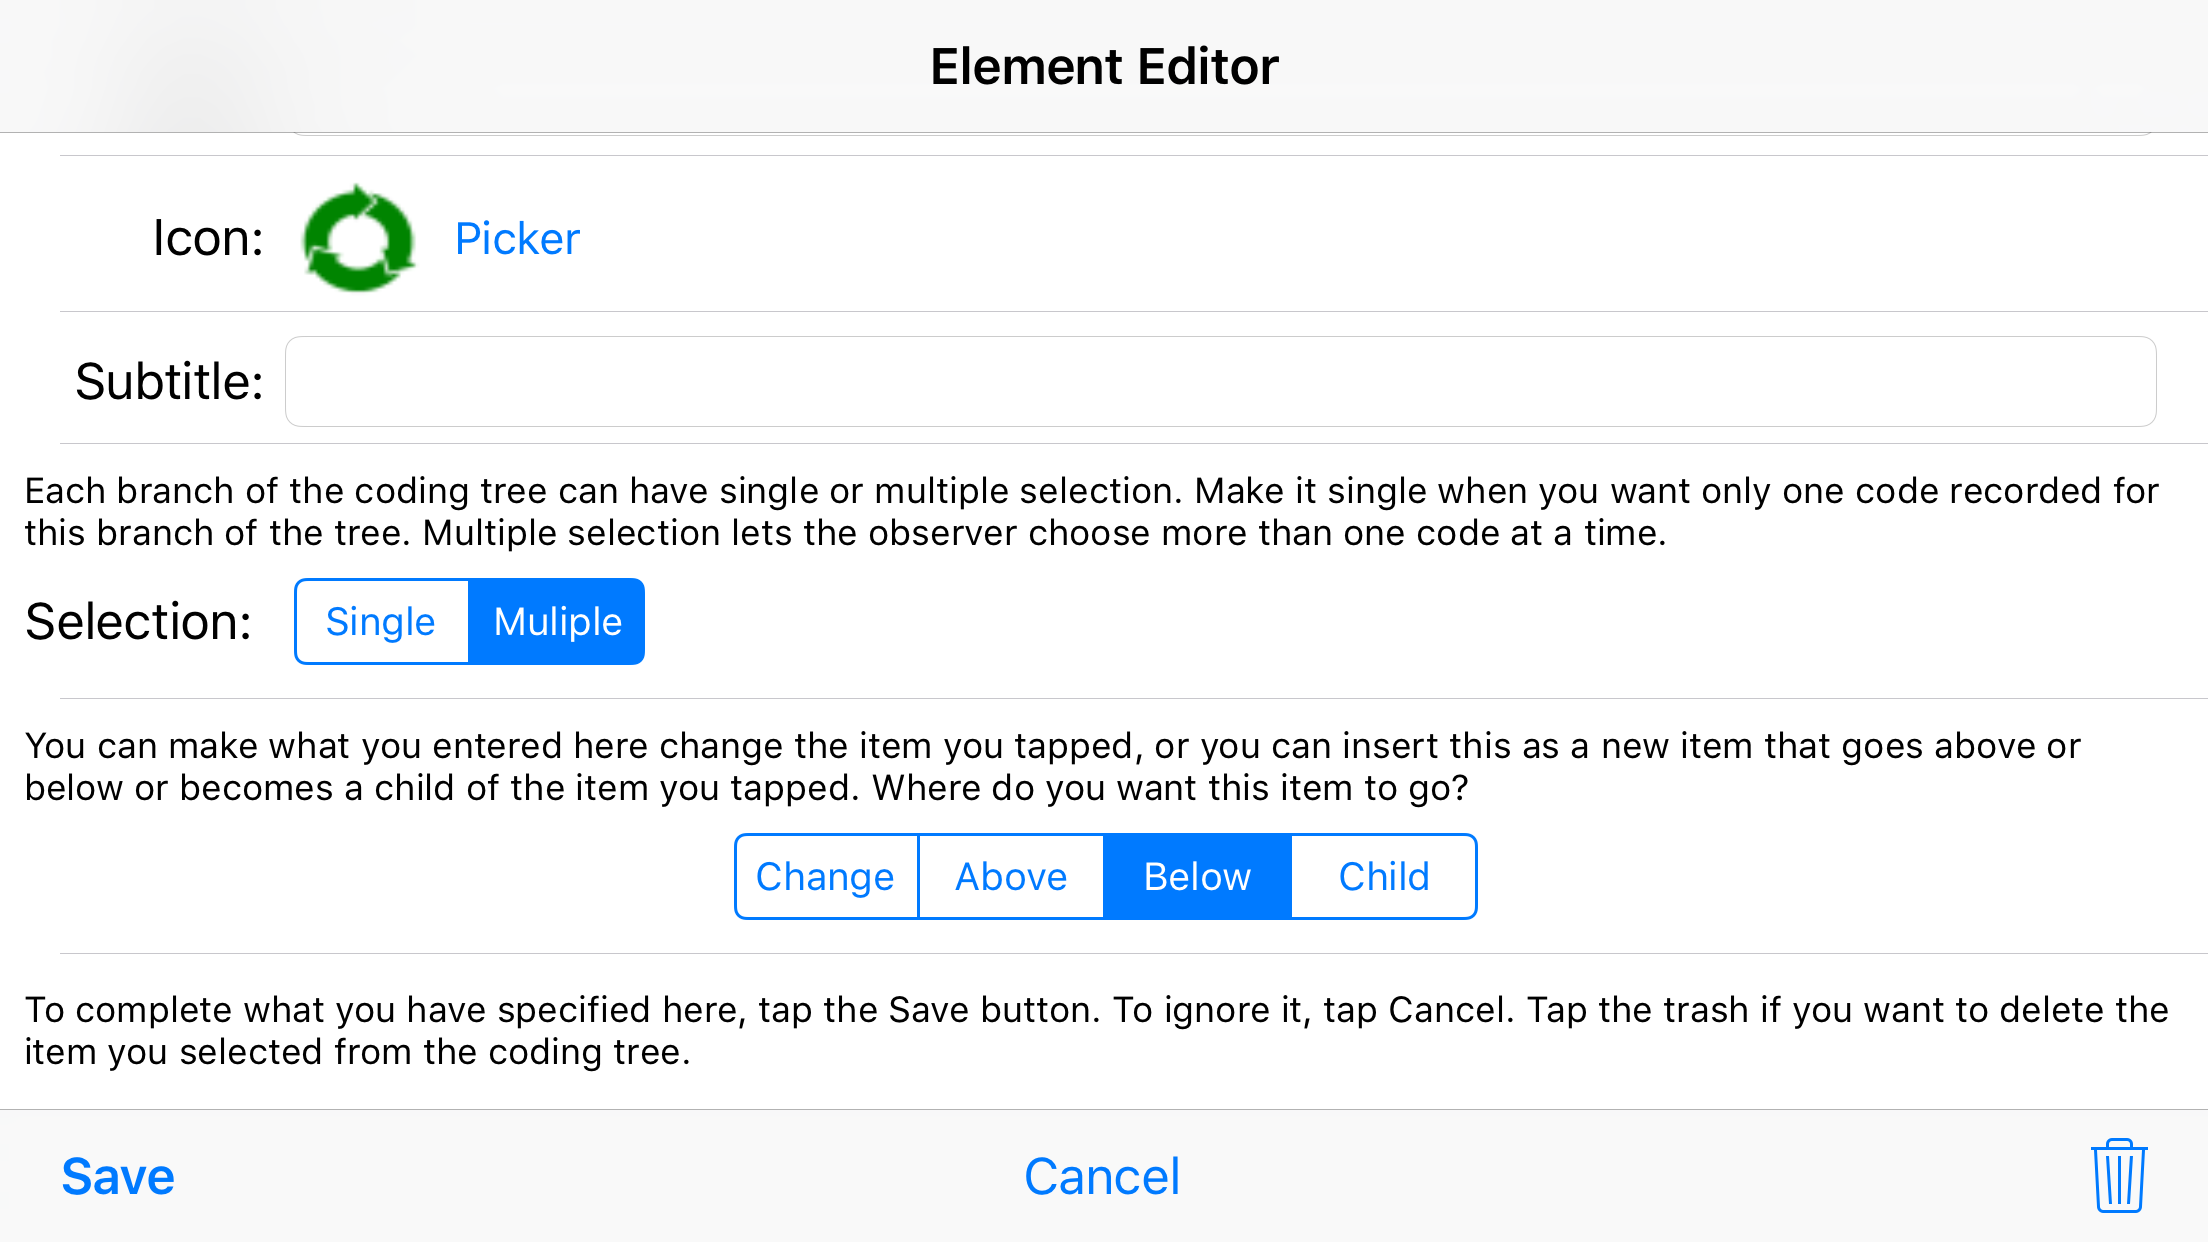 Element Editor
Icon: Picker
Subtitle:
Each branch of the coding tree can have single or multiple selection. Make it single when you want only one code recorded for
this branch of the tree. Multiple selection lets the observer choose more than one code at a time.
Selection: Single Muliple
You can make what you entered here change the item you tapped, or you can insert this as a new item that goes above or
below or becomes a child of the item you tapped. Where do you want this item to go?
Change Above Below Child
To complete what you have specified here, tap the Save button. To ignore it, tap Cancel. Tap the trash if you want to delete the
item you selected from the coding tree.
Save Cancel